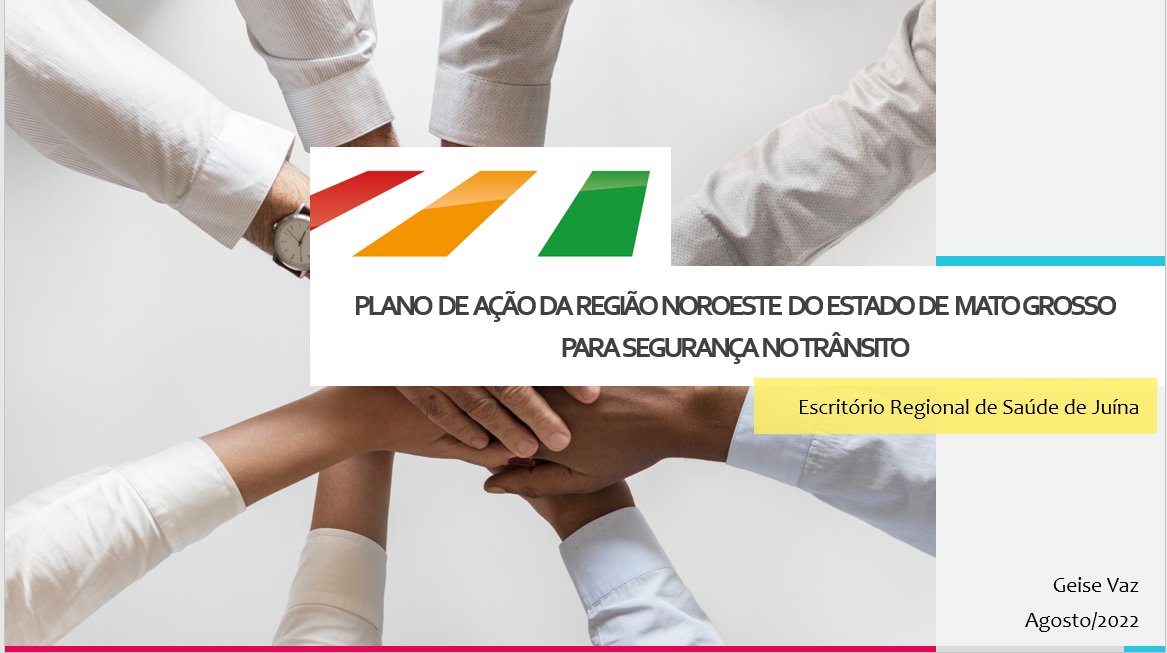 PLANO DE AÇÃO DA REGIÃO NOROESTE DO ESTADO DE MATO GROSSO
PARA SEGURANÇA NO TRÂNSITO
Escritório Regional de Saúde de Juína
Geise Vaz
Agosto/2022